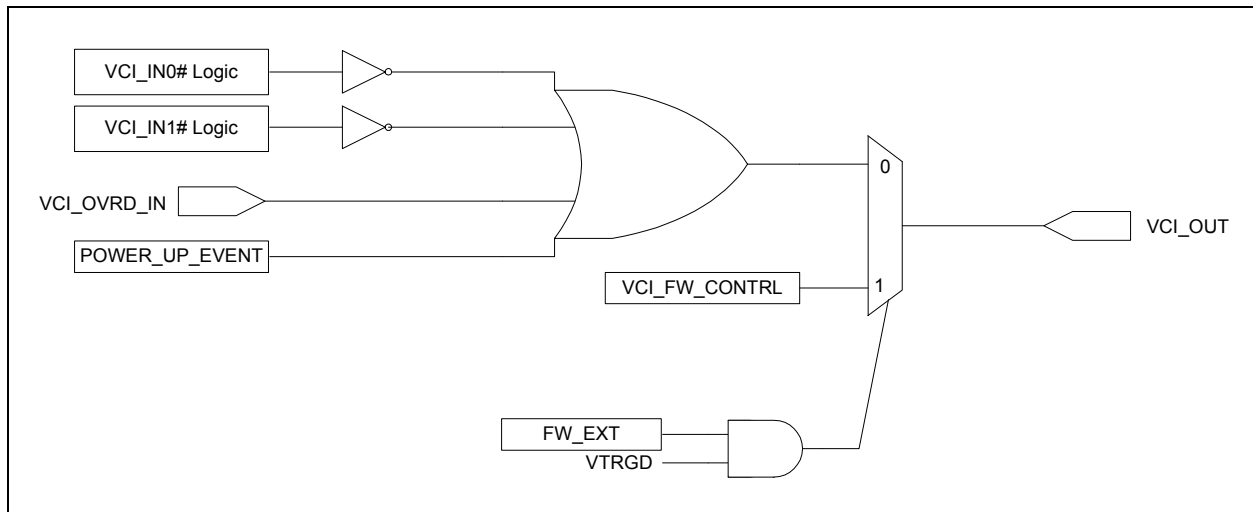 VCI_IN0# Logic
VCI_IN1# Logic
VCI_OVRD_IN
POWER_UP_EVENT
0
VCI_OUT
VCI_FW_CONTRL
1
FW_EXT
VTRGD